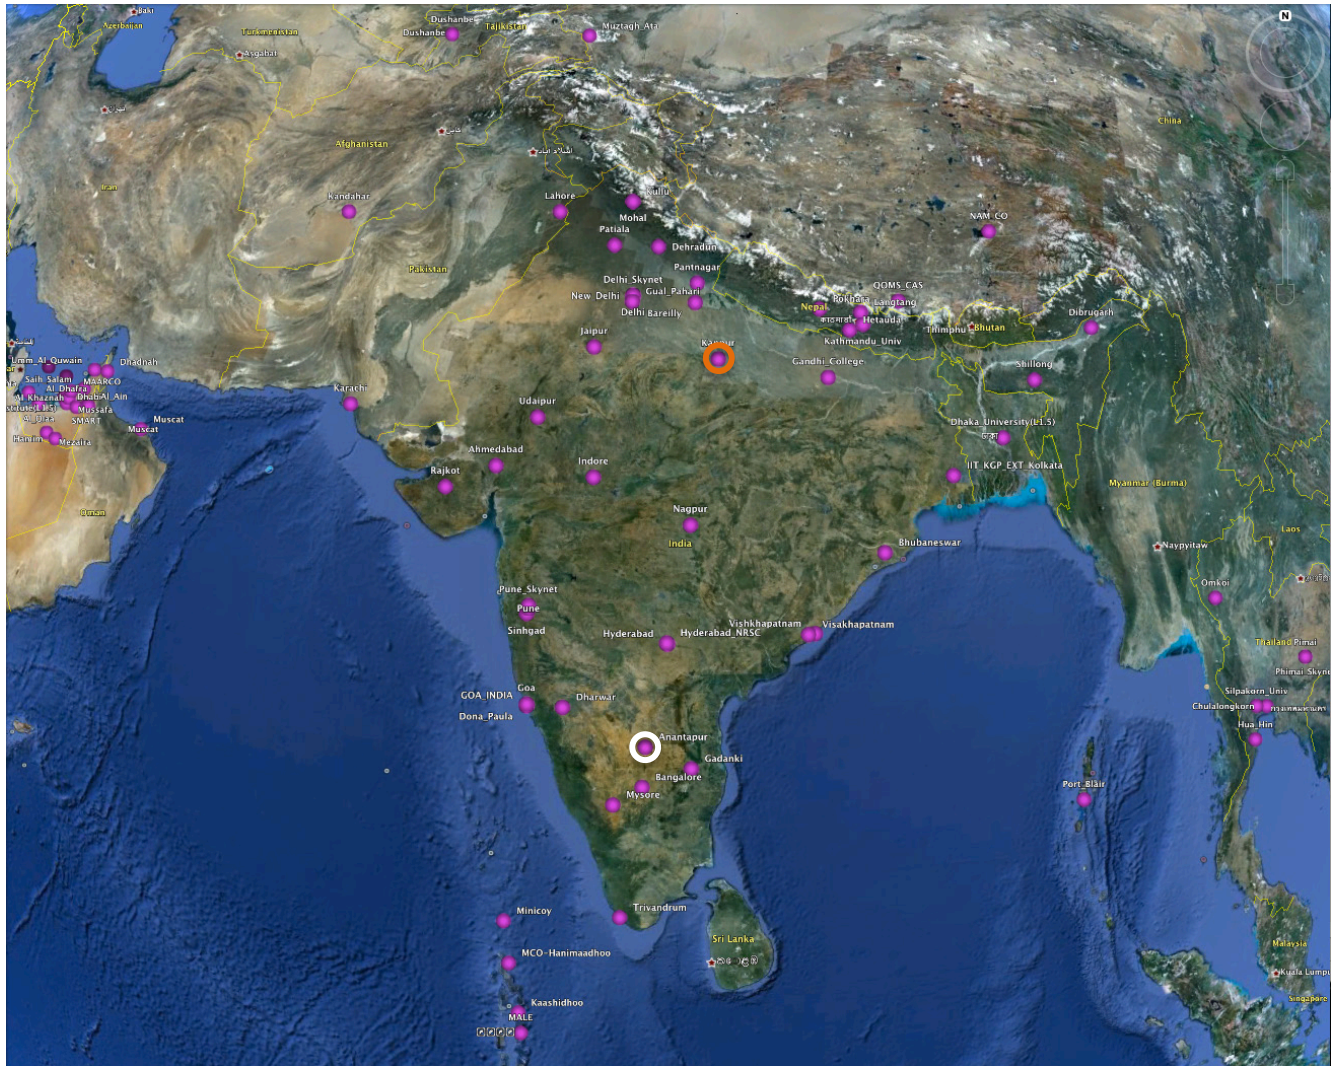 N
Baki
Azerbaijan
Turkmenistan
Asgabat
Dushanbe
Dushanbe
Tajikistan
Muztagh_Ata
China
Afghanistan
Iran
Kandahar
Lahore
Kullu
Mohal
Patiala
Dehradun
NAM_CO
Pakistan
Pantnagar
Delhi_Skynet
New_Delhi
Gual_Pahari
Delhi
Bareilly
QOMS_CAS
Pokhara
Langtang
Nepal
Hetauda
Kathmandu_Univ
Thimphu
Bhutan
Dibrugarh
Jaipur
Kanpur
Gandhi_College
Shillong
Umm_Al_Quwain
Dhadnah
Saih_Salam
MAARCO
Al_Dhafra
Al_Khaznah
Dhabi
Al_Ain
Mussafa
SMART
Hamim
Mezaira
Muscat
Muscat
Karachi
Udaipur
Dhaka_University(L1.5)
ঢাকা
Ahmedabad
Indore
Rajkot
IIT_KGP_EXT_Kolkata
Myanmar (Burma)
Oman
Nagpur
India
Laos
Bhubaneswar
Naypyitaw
Omkoi
Pune_Skynet
Pune
Sinhgad
Hyderabad
Hyderabad_NRSC
Vishkhapatnam
Visakhapatnam
Thailand
Pimai
Phimai_Skyn
GOA_INDIA
Goa
Dona_Paula
Dharwar
Silpakorn_Univ
Chulalongkorn
Hua_Hin
Anantapur
Gadanki
Bangalore
Mysore
Port_Blair
Minicoy
Trivandrum
Sri Lanka
MCO-Hanimaadhoo
Malaysia
Kuala Lumpu
Kaashidhoo
MALE
Singapore